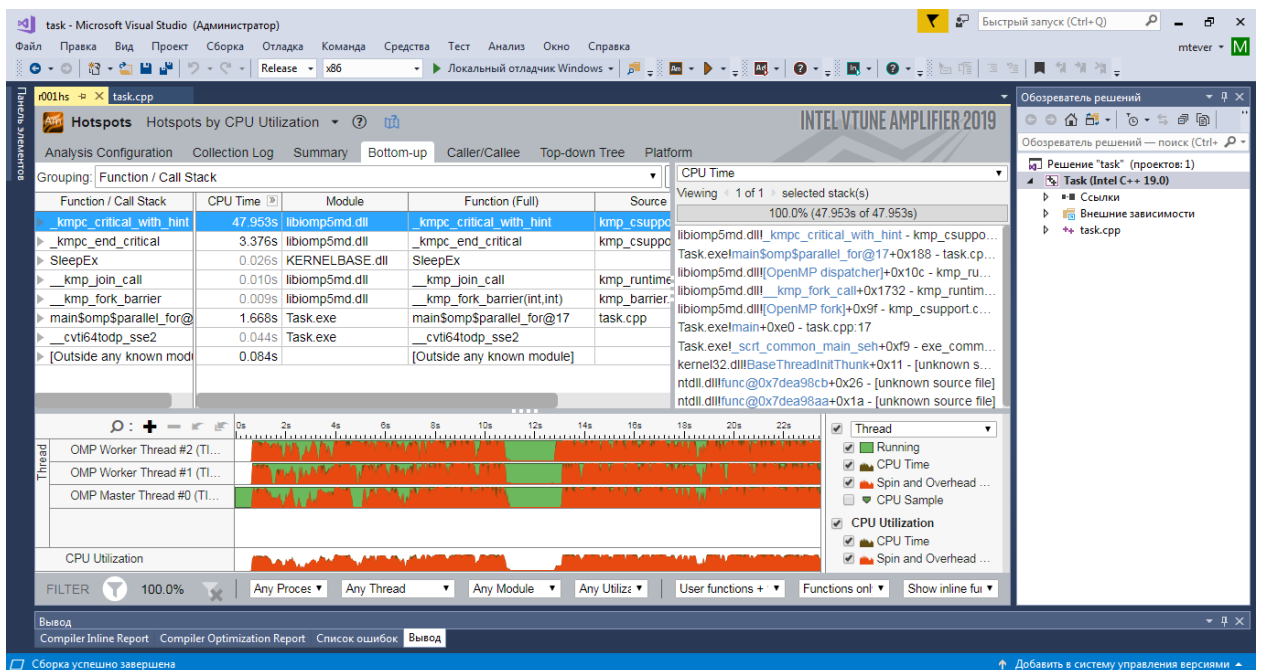 task - Microsoft Visual Studio (Администратор)
Быстрый запуск (Ctrl+Q)
Файл Правка Вид Проект Сборка Отладка Команда Средства Тест Анализ Окно Справка
mtever M
Release x86 Локальный отладчик Windows
Панель элементов
r001hs task.cpp
Hotspots Hotspots by CPU Utilization
INTEL VTUNE AMPLIFIER 2019
Analysis Configuration Collection Log Summary Bottom-up Caller/Callee Top-down Tree Platform
Grouping: Function / Call Stack
Function / Call Stack CPU Time Module Function (Full) Source
_kmpc_critical_with_hint 47.953s libiomp5md.dll _kmpc_critical_with_hint kmp_csuppo
_kmpc_end_critical 3.376s libiomp5md.dll _kmpc_end_critical kmp_csuppo
SleepEx 0.026s KERNELBASE.dll SleepEx
__kmp_join_call 0.010s libiomp5md.dll __kmp_join_call kmp_runtime
__kmp_fork_barrier 0.009s libiomp5md.dll __kmp_fork_barrier(int,int) kmp_barrier.
main$omp$parallel_for@ 1.668s Task.exe main$omp$parallel_for@17 task.cpp
__cvti64todp_sse2 0.044s Task.exe __cvti64todp_sse2
[Outside any known mod 0.084s [Outside any known module]
CPU Time
Viewing 1 of 1 selected stack(s)
100.0% (47.953s of 47.953s)
libiomp5md.dll!_kmpc_critical_with_hint - kmp_csuppo...
Task.exe!main$omp$parallel_for@17+0x188 - task.cp...
libiomp5md.dll![OpenMP dispatcher]+0x10c - kmp_ru...
libiomp5md.dll!__kmp_fork_call+0x1732 - kmp_runtim...
libiomp5md.dll![OpenMP fork]+0x9f - kmp_csupport.c...
Task.exe!main+0xe0 - task.cpp:17
Task.exe!_scrt_common_main_seh+0xf9 - exe_comm...
kernel32.dll!BaseThreadInitThunk+0x11 - [unknown s...
ntdll.dll!func@0x7dea98cb+0x26 - [unknown source file]
ntdll.dll!func@0x7dea98aa+0x1a - [unknown source file]
0s 2s 4s 6s 8s 10s 12s 14s 16s 18s 20s 22s
Thread
OMP Worker Thread #2 (TI...
OMP Worker Thread #1 (TI...
OMP Master Thread #0 (TI...
CPU Utilization
Thread
Running
CPU Time
Spin and Overhead ...
CPU Sample
CPU Utilization
CPU Time
Spin and Overhead ...
FILTER 100.0% Any Proces Any Thread Any Module Any Utiliza User functions + Functions onl Show inline fui
Обозреватель решений
Обозреватель решений — поиск (Ctrl+
Решение "task" (проектов: 1)
Task (Intel C++ 19.0)
Ссылки
Внешние зависимости
task.cpp
Вывод
Compiler Inline Report Compiler Optimization Report Список ошибок Вывод
Сборка успешно завершена
Добавить в систему управления версиями